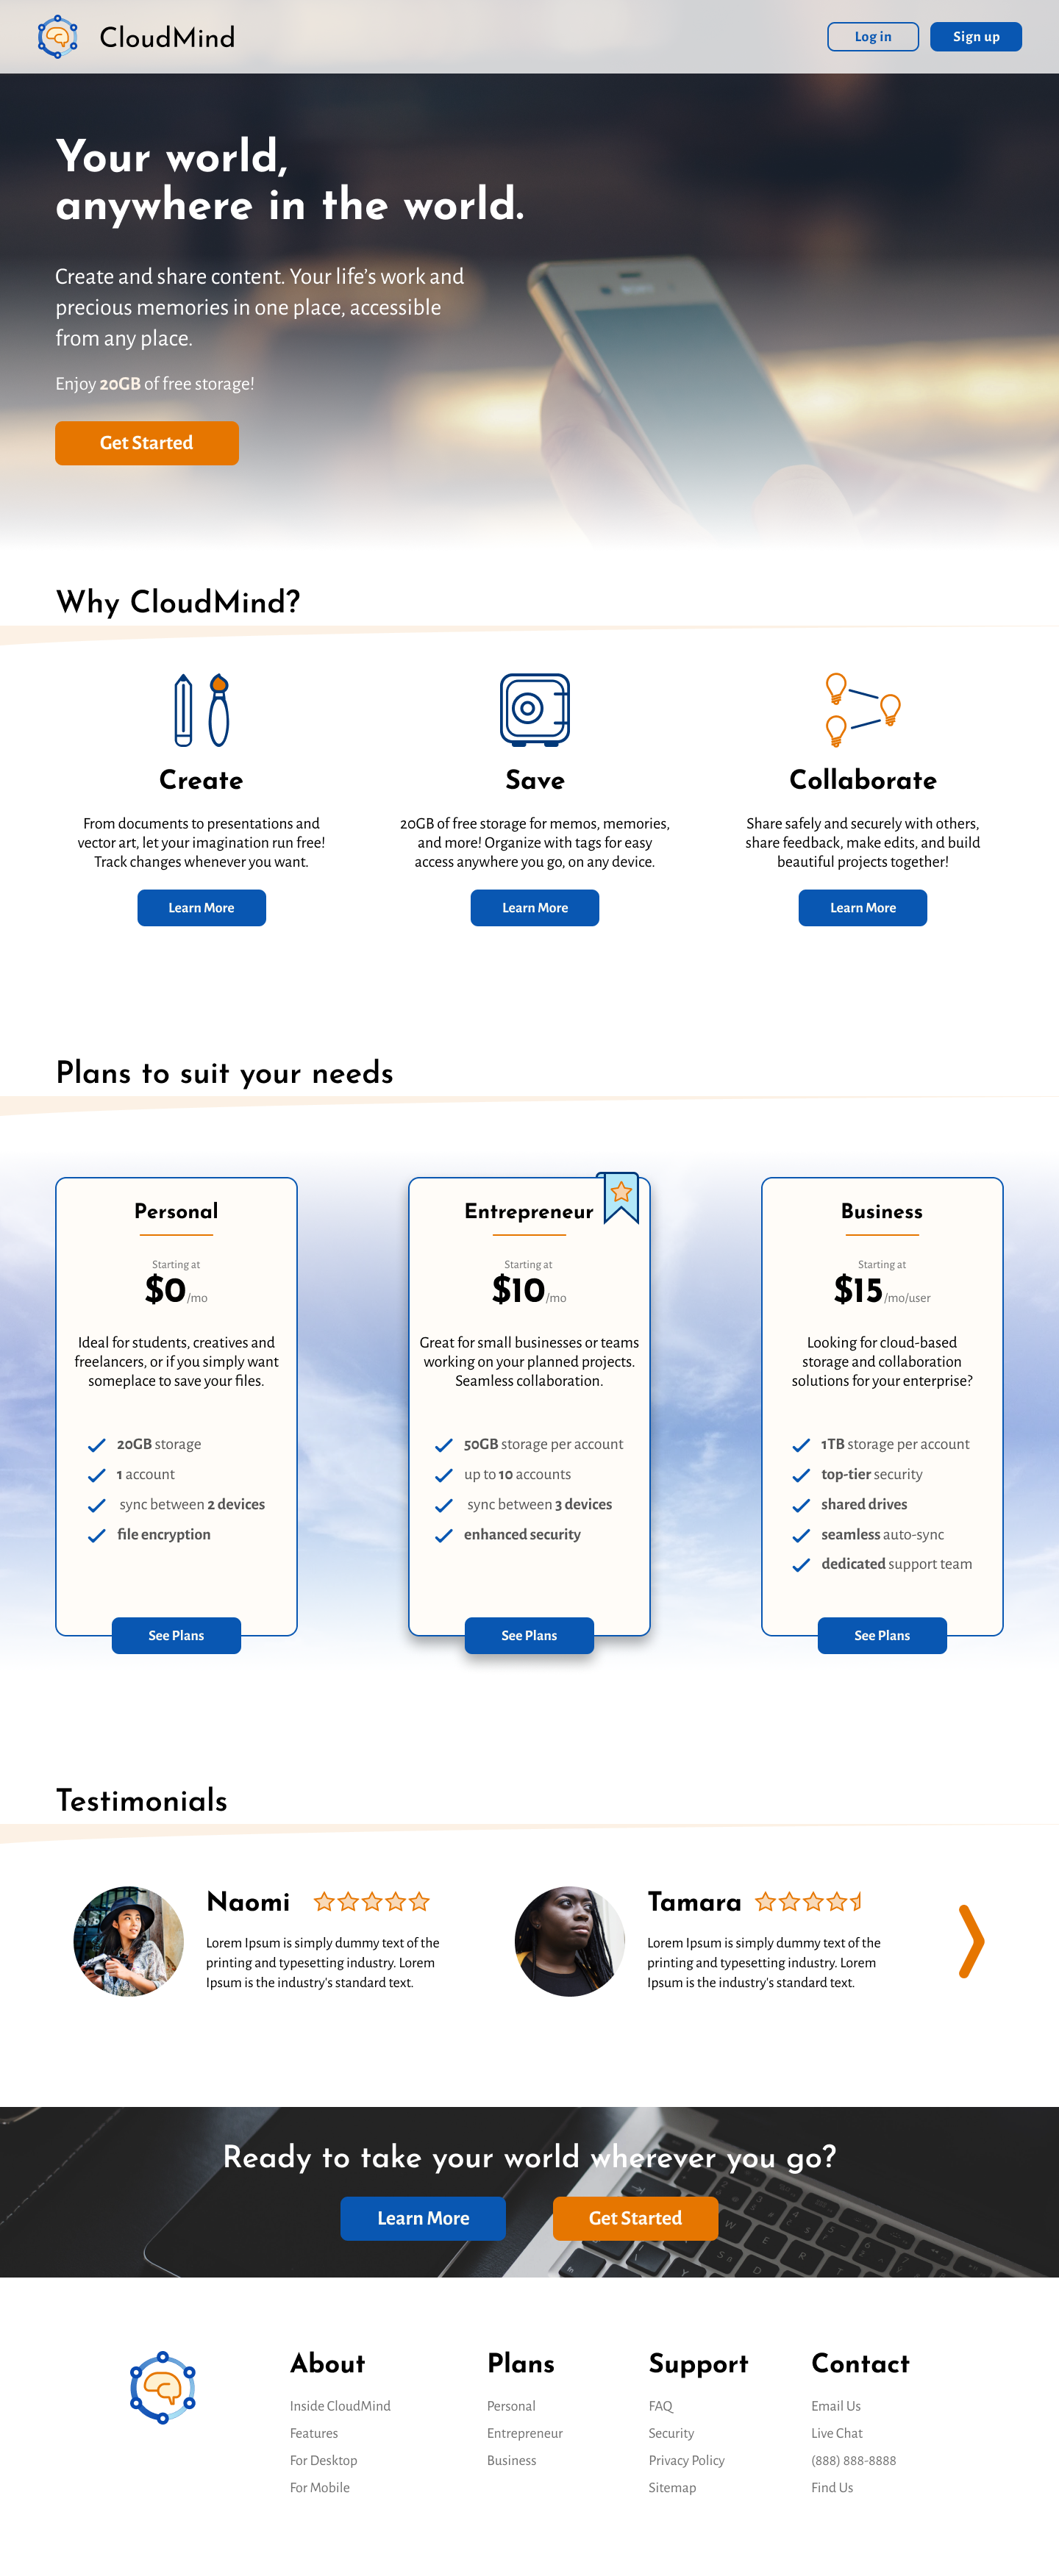 CloudMind
Log in
Sign up
Your world,
anywhere in the world.
Create and share content. Your life’s work and
precious memories in one place, accessible
from any place.
Enjoy 20GB of free storage!
Get Started
Why CloudMind?
Create
From documents to presentations and
vector art, let your imagination run free!
Track changes whenever you want.
Learn More
Save
20GB of free storage for memos, memories,
and more! Organize with tags for easy
access anywhere you go, on any device.
Learn More
Collaborate
Share safely and securely with others,
share feedback, make edits, and build
beautiful projects together!
Learn More
Plans to suit your needs
Personal
Starting at
$0/mo
Ideal for students, creatives and
freelancers, or if you simply want
someplace to save your files.
20GB storage
1 account
sync between 2 devices
file encryption
See Plans
Entrepreneur
Starting at
$10/mo
Great for small businesses or teams
working on your planned projects.
Seamless collaboration.
50GB storage per account
up to 10 accounts
sync between 3 devices
enhanced security
See Plans
Business
Starting at
$15/mo/user
Looking for cloud-based
storage and collaboration
solutions for your enterprise?
1TB storage per account
top-tier security
shared drives
seamless auto-sync
dedicated support team
See Plans
Testimonials
Naomi
Lorem Ipsum is simply dummy text of the
printing and typesetting industry. Lorem
Ipsum is the industry's standard text.
Tamara
Lorem Ipsum is simply dummy text of the
printing and typesetting industry. Lorem
Ipsum is the industry's standard text.
Ready to take your world wherever you go?
Learn More
Get Started
About
Inside CloudMind
Features
For Desktop
For Mobile
Plans
Personal
Entrepreneur
Business
Support
FAQ
Security
Privacy Policy
Sitemap
Contact
Email Us
Live Chat
(888) 888-8888
Find Us